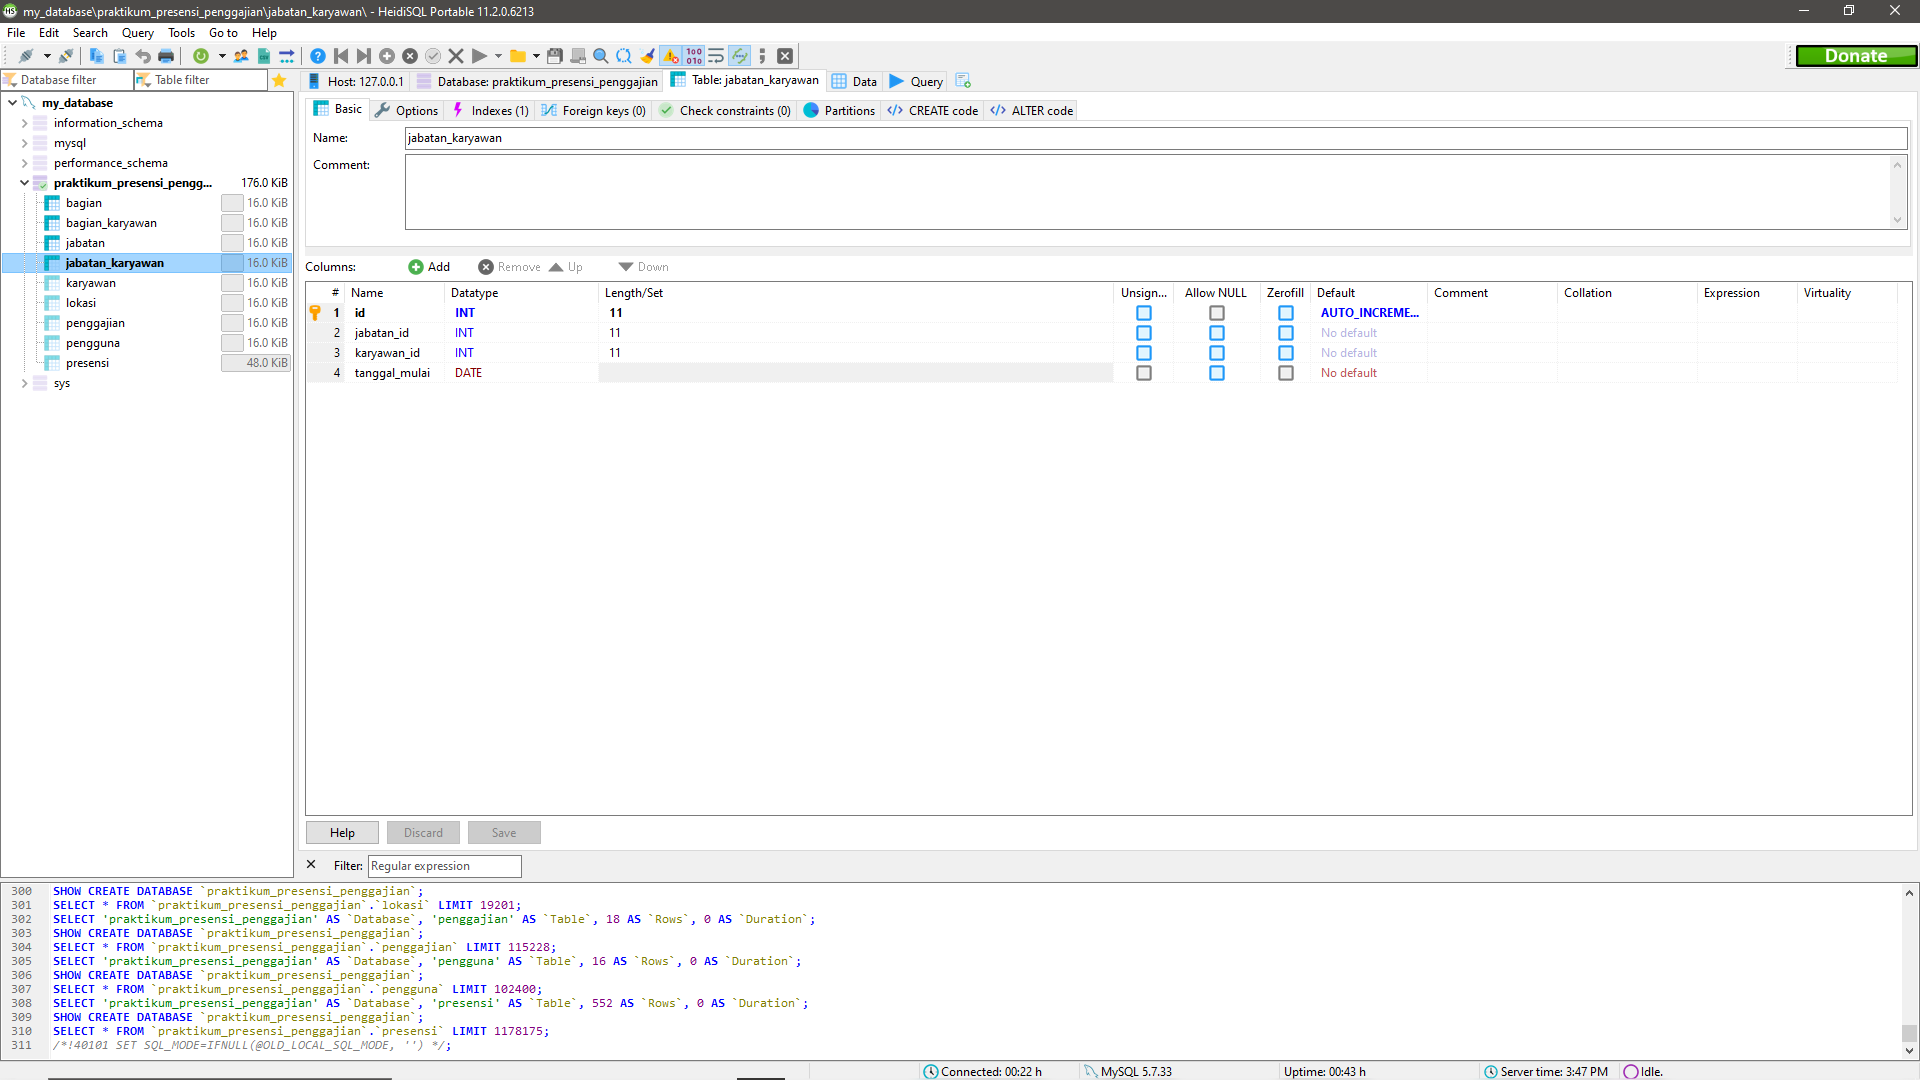 my_database\praktikum_presensi_penggajian\jabatan_karyawan\ - HeidiSQL Portable 11.2.0.6213
File Edit Search Query Tools Go to Help
Donate
Database filter Table filter
Host: 127.0.0.1 Database: praktikum_presensi_penggajian Table: jabatan_karyawan Data Query
my_database
information_schema
mysql
performance_schema
praktikum_presensi_pengg... 176.0 KiB
bagian 16.0 KiB
bagian_karyawan 16.0 KiB
jabatan 16.0 KiB
jabatan_karyawan 16.0 KiB
karyawan 16.0 KiB
lokasi 16.0 KiB
penggajian 16.0 KiB
pengguna 16.0 KiB
presensi 48.0 KiB
sys
Basic Options Indexes (1) Foreign keys (0) Check constraints (0) Partitions CREATE code ALTER code
Name: jabatan_karyawan
Comment:
Columns: Add Remove Up Down
# Name Datatype Length/Set Unsign... Allow NULL Zerofill Default Comment Collation Expression Virtuality
1 id INT 11 AUTO_INCREME...
2 jabatan_id INT 11 No default
3 karyawan_id INT 11 No default
4 tanggal_mulai DATE No default
Help Discard Save
Filter: Regular expression
300 SHOW CREATE DATABASE `praktikum_presensi_penggajian`;
301 SELECT * FROM `praktikum_presensi_penggajian`.`lokasi` LIMIT 19201;
302 SELECT 'praktikum_presensi_penggajian' AS `Database`, 'penggajian' AS `Table`, 18 AS `Rows`, 0 AS `Duration`;
303 SHOW CREATE DATABASE `praktikum_presensi_penggajian`;
304 SELECT * FROM `praktikum_presensi_penggajian`.`penggajian` LIMIT 115228;
305 SELECT 'praktikum_presensi_penggajian' AS `Database`, 'pengguna' AS `Table`, 16 AS `Rows`, 0 AS `Duration`;
306 SHOW CREATE DATABASE `praktikum_presensi_penggajian`;
307 SELECT * FROM `praktikum_presensi_penggajian`.`pengguna` LIMIT 102400;
308 SELECT 'praktikum_presensi_penggajian' AS `Database`, 'presensi' AS `Table`, 552 AS `Rows`, 0 AS `Duration`;
309 SHOW CREATE DATABASE `praktikum_presensi_penggajian`;
310 SELECT * FROM `praktikum_presensi_penggajian`.`presensi` LIMIT 1178175;
311 /*!40101 SET SQL_MODE=IFNULL(@OLD_LOCAL_SQL_MODE, '') */;
Connected: 00:22 h MySQL 5.7.33 Uptime: 00:43 h Server time: 3:47 PM Idle.